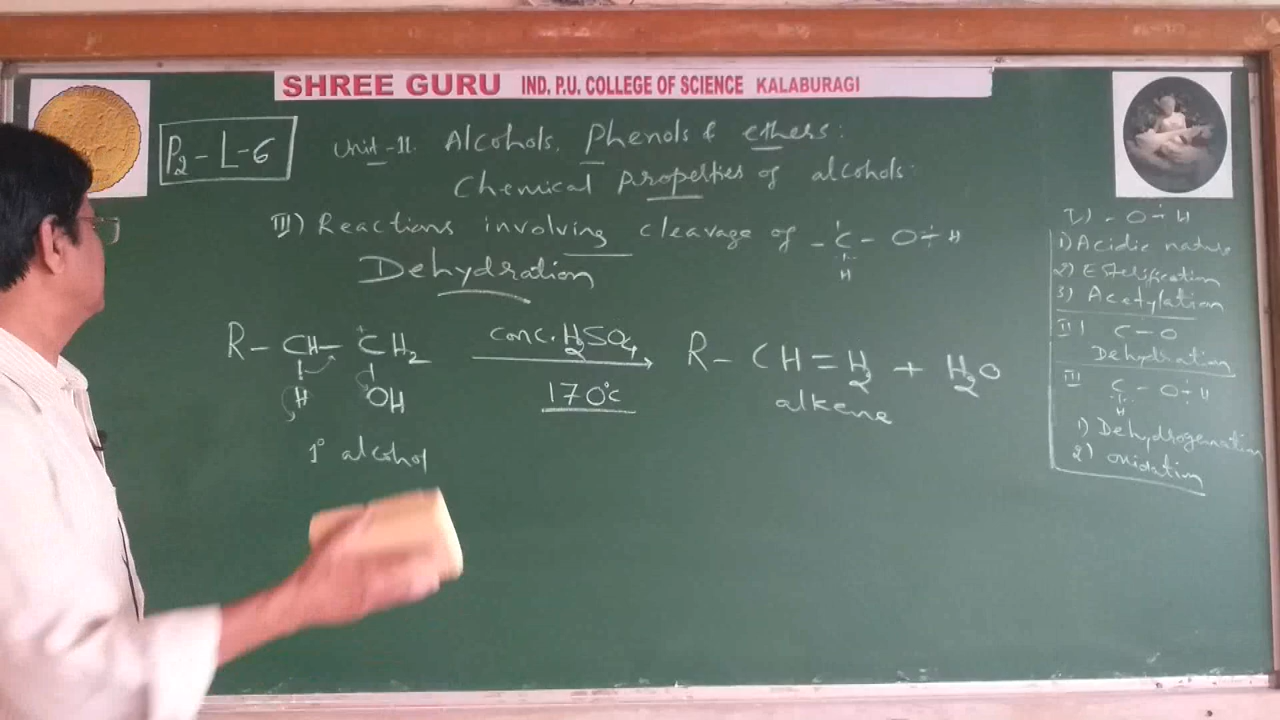 SHREE GURU IND. P.U. COLLEGE OF SCIENCE KALABURAGI
P2-L-6
Unit-11. Alcohols, Phenols & ethers:
Chemical Properties of alcohols:
III) Reactions involving cleavage of -C- O÷H
H
Dehydration
R- CH- CH2 conc. H2SO4 R- CH=H2 + H2O
H OH 170°C alkene
1° alcohol
I) -O÷H
1) Acidic nature
2) Esterification
3) Acetylation
II) C-O
Dehydration
III C- O÷H
H
1) Dehydrogenation
2) oxidation